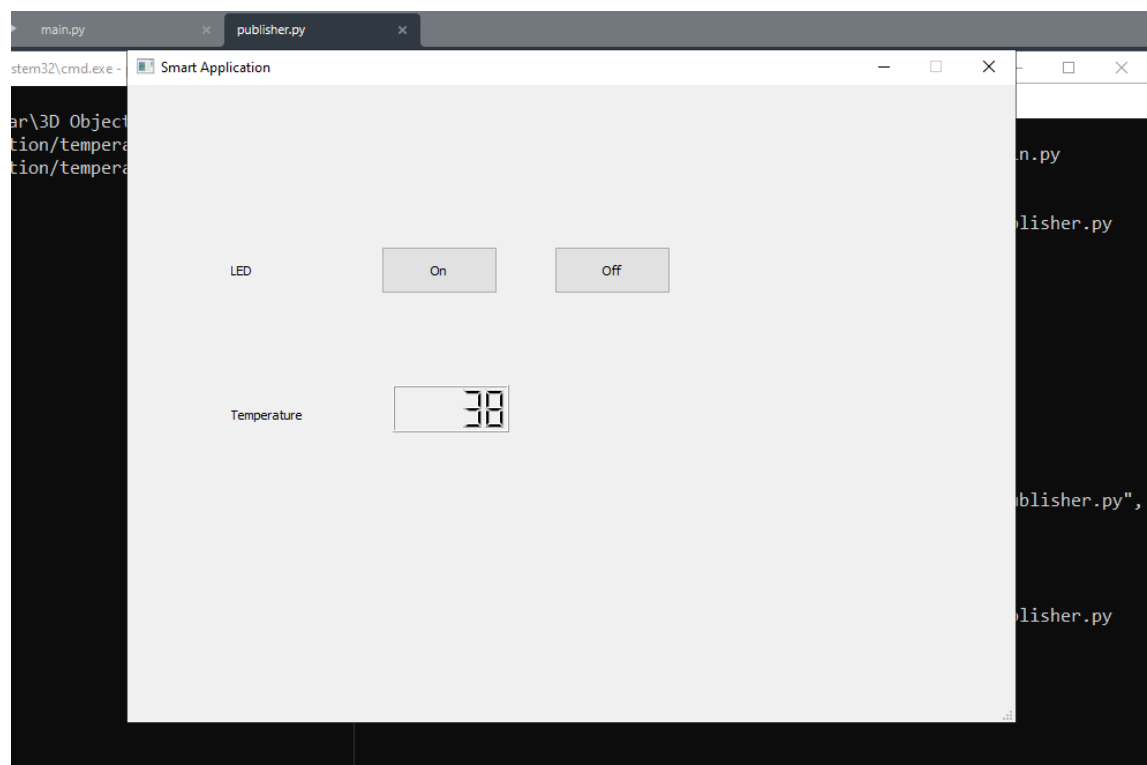 main.py
publisher.py
stem32\cmd.exe -
Smart Application
ar\3D Object
tion/tempera
tion/tempera
in.py
lisher.py
LED
On
Off
Temperature
38
blisher.py",
lisher.py